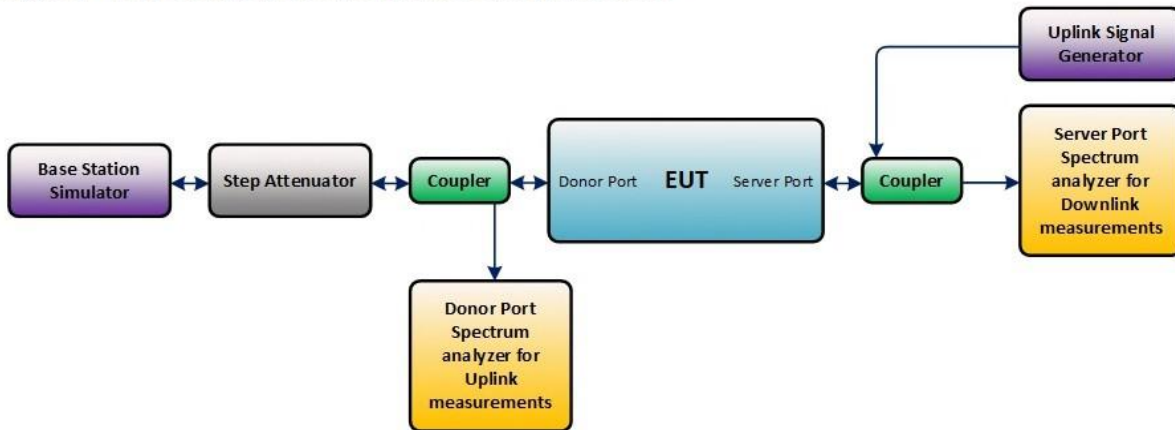 Uplink Signal
Generator
Base Station
Simulator
Step Attenuator
Coupler
Donor Port
EUT
Server Port
Coupler
Server Port
Spectrum
analyzer for
Downlink
measurements
Donor Port
Spectrum
analyzer for
Uplink
measurements